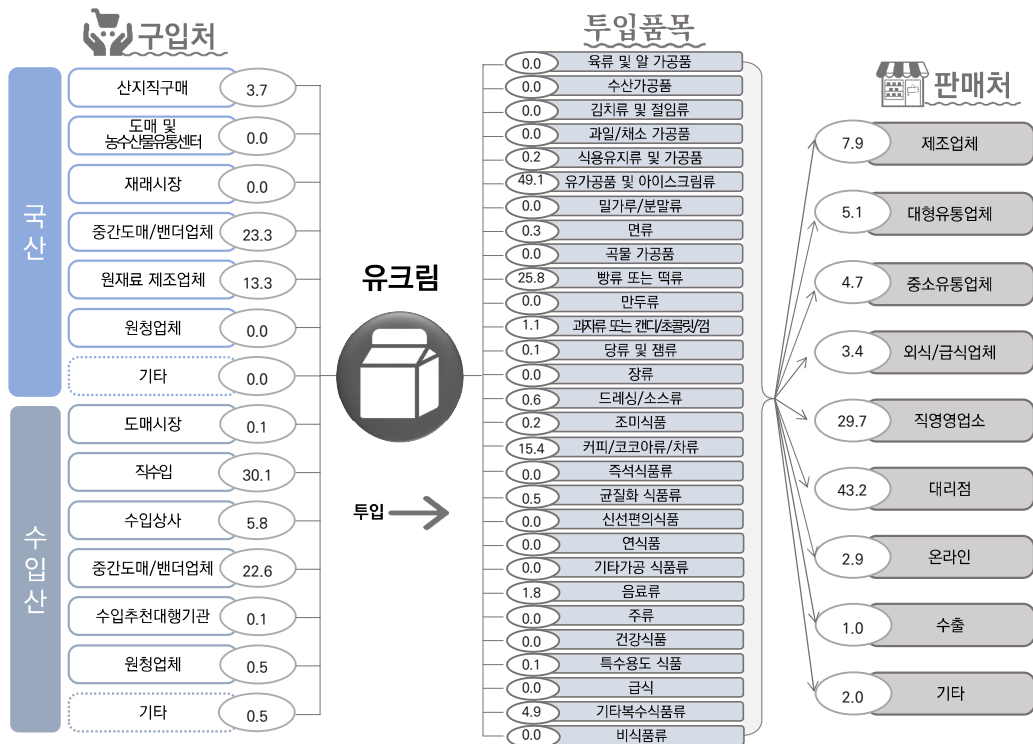 구입처
국산
산지직구매 3.7
도매 및
농수산물유통센터 0.0
재래시장 0.0
중간도매/밴더업체 23.3
원재료 제조업체 13.3
원청업체 0.0
기타 0.0
수입산
도매시장 0.1
직수입 30.1
수입상사 5.8
중간도매/밴더업체 22.6
수입추천대행기관 0.1
원청업체 0.5
기타 0.5
유크림
투입
투입품목
0.0 육류 및 알 가공품
0.0 수산가공품
0.0 김치류 및 절임류
0.0 과일/채소 가공품
0.2 식용유지류 및 가공품
49.1 유가공품 및 아이스크림류
0.0 밀가루/분말류
0.3 면류
0.0 곡물 가공품
25.8 빵류 또는 떡류
0.0 만두류
1.1 과자류 또는 캔디/초콜릿/껌
0.1 당류 및 잼류
0.0 장류
0.6 드레싱/소스류
0.2 조미식품
15.4 커피/코코아류/차류
0.0 즉석식품류
0.5 균질화 식품류
0.0 신선편의식품
0.0 연식품
0.0 기타가공 식품류
1.8 음료류
0.0 주류
0.0 건강식품
0.1 특수용도 식품
0.0 급식
4.9 기타복수식품류
0.0 비식품류
판매처
7.9 제조업체
5.1 대형유통업체
4.7 중소유통업체
3.4 외식/급식업체
29.7 직영영업소
43.2 대리점
2.9 온라인
1.0 수출
2.0 기타